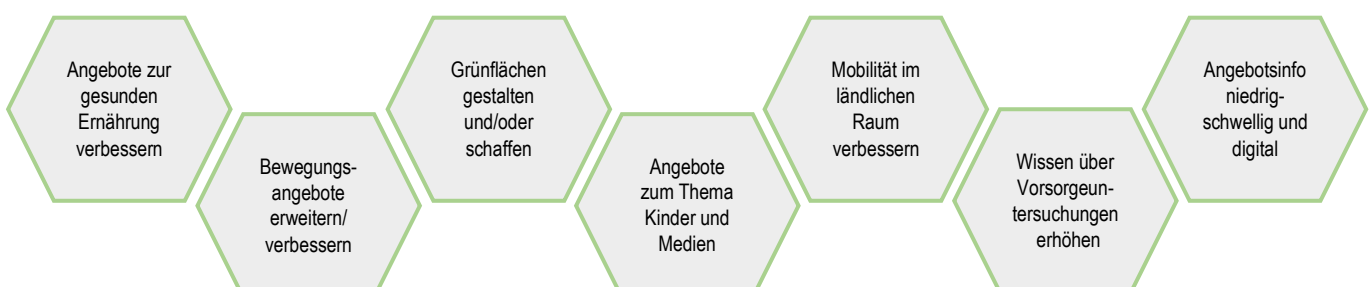 Angebote zur
gesunden
Ernährung
verbessern
Bewegungs-
angebote
erweitern/
verbessern
Grünflächen
gestalten
und/oder
schaffen
Angebote
zum Thema
Kinder und
Medien
Mobilität im
ländlichen
Raum
verbessern
Wissen über
Vorsorgeun-
tersuchungen
erhöhen
Angebotsinfo
niedrig-
schwellig und
digital